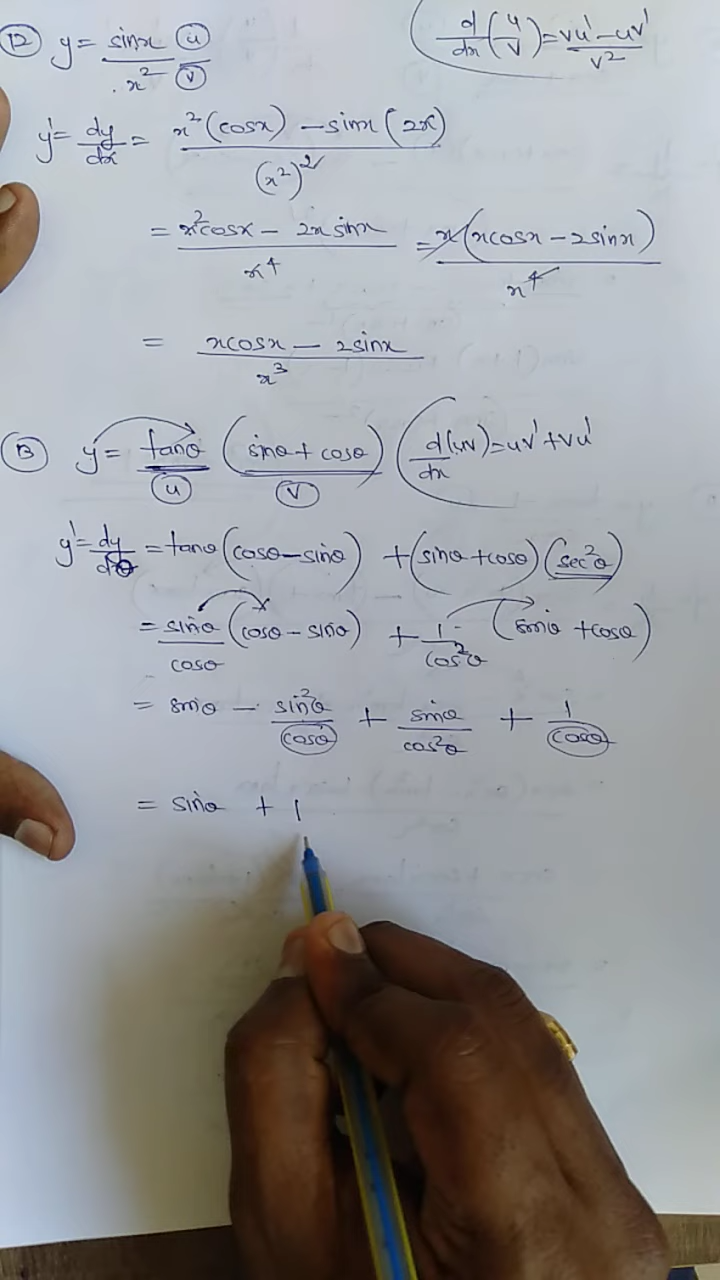 12) y = sinx/x² (u)/(v)   d/dx (u/v) = vu' - uv'/v²
y' = dy/dx = x²(cosx) - sinx(2x)/(x²)²
= x²cosx - 2x sinx/x⁴ = x(xcosx - 2sinx)/x⁴
= xcosx - 2sinx/x³
13) y = tanθ (sinθ + cosθ) (u) (v)   d/dx (uv) = uv' + vu'
y' = dy/dθ = tanθ(cosθ - sinθ) + (sinθ + cosθ)(sec²θ)
= sinθ/cosθ (cosθ - sinθ) + 1/cos²θ (sinθ + cosθ)
= sinθ - sin²θ/cosθ + sinθ/cos²θ + 1/cosθ
= sinθ + 1